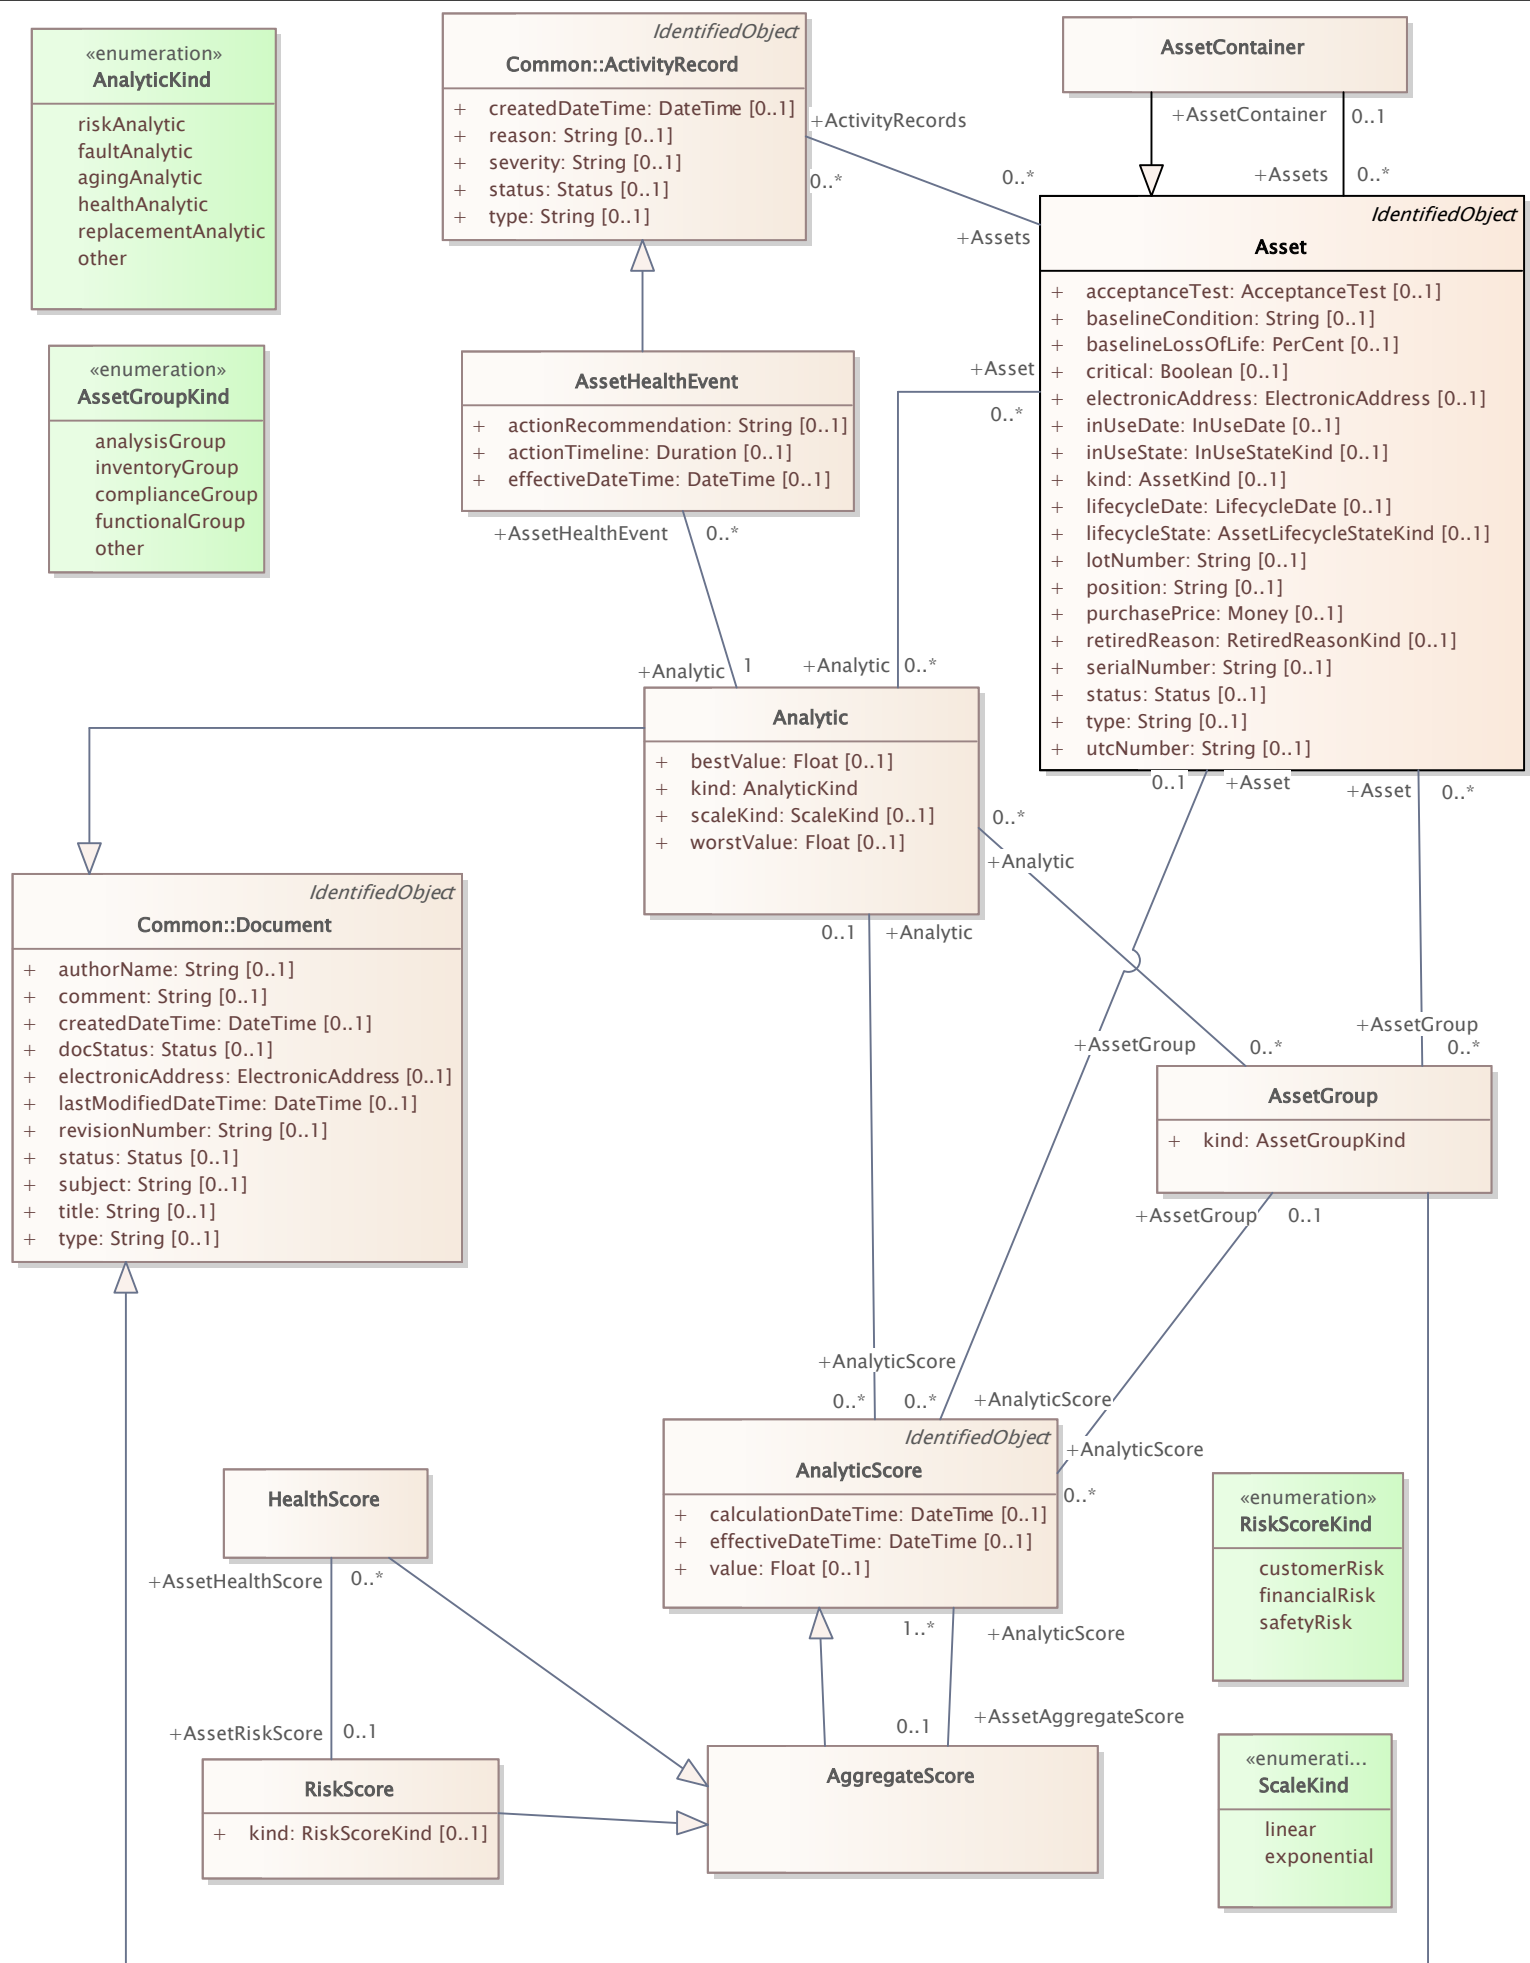 «enumeration»
AnalyticKind
riskAnalytic
faultAnalytic
agingAnalytic
healthAnalytic
replacementAnalytic
other
«enumeration»
AssetGroupKind
analysisGroup
inventoryGroup
complianceGroup
functionalGroup
other
IdentifiedObject
Common::ActivityRecord
+ createdDateTime: DateTime [0..1]
+ reason: String [0..1]
+ severity: String [0..1]
+ status: Status [0..1]
+ type: String [0..1]
AssetContainer
+AssetContainer 0..1
+Assets 0..*
+ActivityRecords
0..*
0..*
+Assets
IdentifiedObject
Asset
+ acceptanceTest: AcceptanceTest [0..1]
+ baselineCondition: String [0..1]
+ baselineLossOfLife: PerCent [0..1]
+ critical: Boolean [0..1]
+ electronicAddress: ElectronicAddress [0..1]
+ inUseDate: InUseDate [0..1]
+ inUseState: InUseStateKind [0..1]
+ kind: AssetKind [0..1]
+ lifecycleDate: LifecycleDate [0..1]
+ lifecycleState: AssetLifecycleStateKind [0..1]
+ lotNumber: String [0..1]
+ position: String [0..1]
+ purchasePrice: Money [0..1]
+ retiredReason: RetiredReasonKind [0..1]
+ serialNumber: String [0..1]
+ status: Status [0..1]
+ type: String [0..1]
+ utcNumber: String [0..1]
AssetHealthEvent
+ actionRecommendation: String [0..1]
+ actionTimeline: Duration [0..1]
+ effectiveDateTime: DateTime [0..1]
+AssetHealthEvent 0..*
+Asset
0..*
+Analytic 1
+Analytic 0..*
Analytic
+ bestValue: Float [0..1]
+ kind: AnalyticKind
+ scaleKind: ScaleKind [0..1]
+ worstValue: Float [0..1]
0..1 +Asset
+Asset 0..*
0..*
+Analytic
0..1 +Analytic
IdentifiedObject
Common::Document
+ authorName: String [0..1]
+ comment: String [0..1]
+ createdDateTime: DateTime [0..1]
+ docStatus: Status [0..1]
+ electronicAddress: ElectronicAddress [0..1]
+ lastModifiedDateTime: DateTime [0..1]
+ revisionNumber: String [0..1]
+ status: Status [0..1]
+ subject: String [0..1]
+ title: String [0..1]
+ type: String [0..1]
+AssetGroup
0..*
+AssetGroup
0..*
AssetGroup
+ kind: AssetGroupKind
+AssetGroup 0..1
+AnalyticScore
0..*
0..* +AnalyticScore
+AnalyticScore
0..*
IdentifiedObject
AnalyticScore
+ calculationDateTime: DateTime [0..1]
+ effectiveDateTime: DateTime [0..1]
+ value: Float [0..1]
1..* +AnalyticScore
0..1 +AssetAggregateScore
AggregateScore
HealthScore
+AssetHealthScore 0..*
+AssetRiskScore 0..1
RiskScore
+ kind: RiskScoreKind [0..1]
«enumeration»
RiskScoreKind
customerRisk
financialRisk
safetyRisk
«enumerati...
ScaleKind
linear
exponential